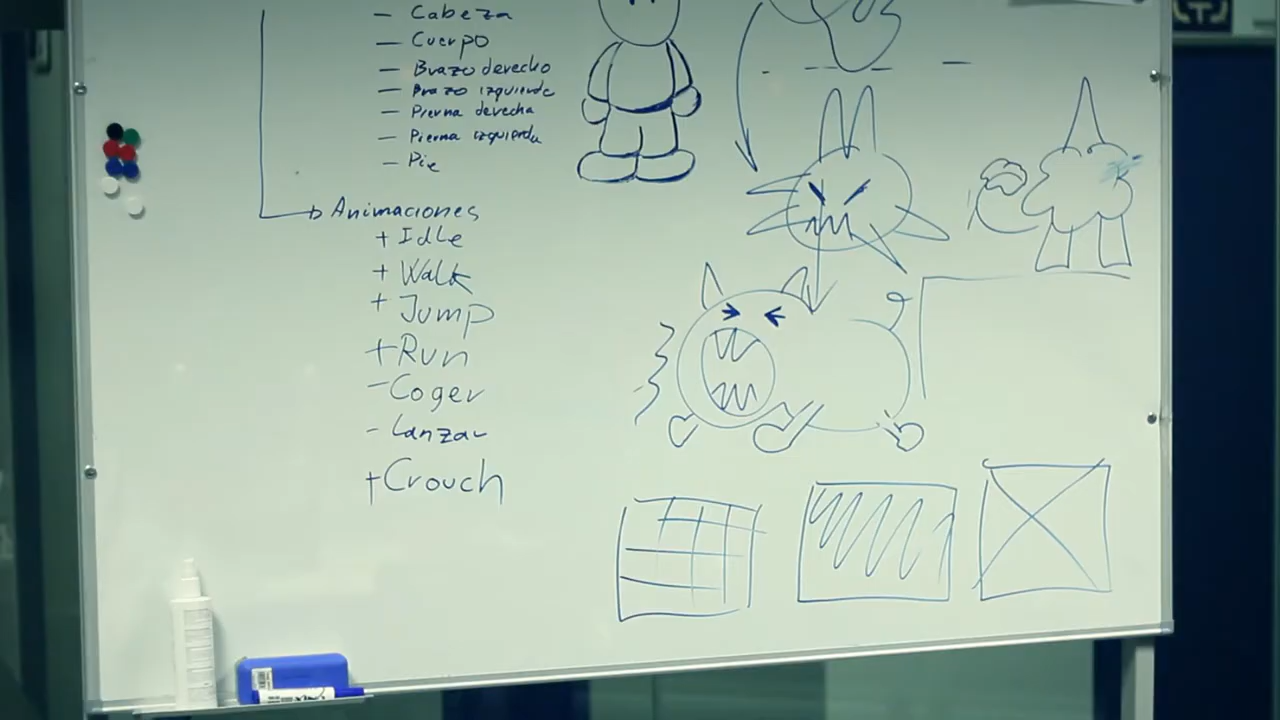 - Cabeza
- Cuerpo
- Brazo derecho
- Brazo izquierdo
- Pierna derecha
- Pierna izquierda
- Pie
Animaciones
+ Idle
+ Walk
+ Jump
+ Run
- Coger
- Lanzar
+ Crouch